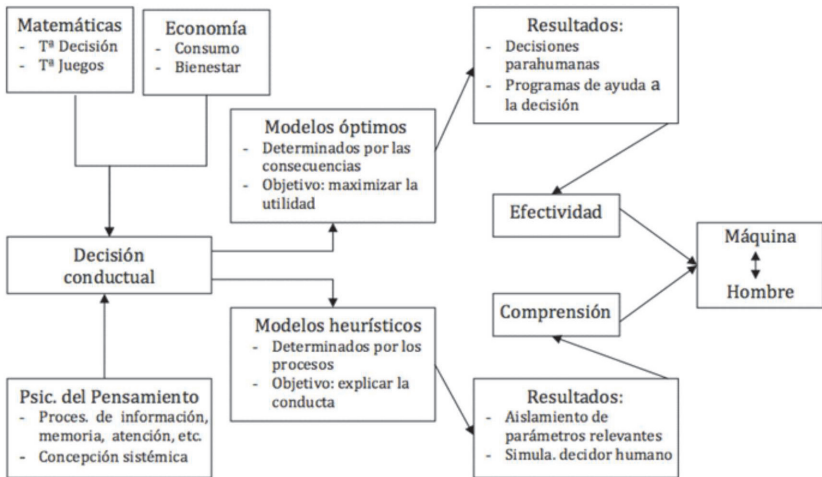 Matemáticas
- Tª Decisión
- Tª Juegos
Economía
- Consumo
- Bienestar
Resultados:
- Decisiones
parahumanas
- Programas de ayuda a
la decisión
Modelos óptimos
- Determinados por las
consecuencias
- Objetivo: maximizar la
utilidad
Efectividad
Decisión
conductual
Máquina
Hombre
Comprensión
Modelos heurísticos
- Determinados por los
procesos
- Objetivo: explicar la
conducta
Psic. del Pensamiento
- Proces. de información,
memoria, atención, etc.
- Concepción sistémica
Resultados:
- Aislamiento de
parámetros relevantes
- Simula. decidor humano